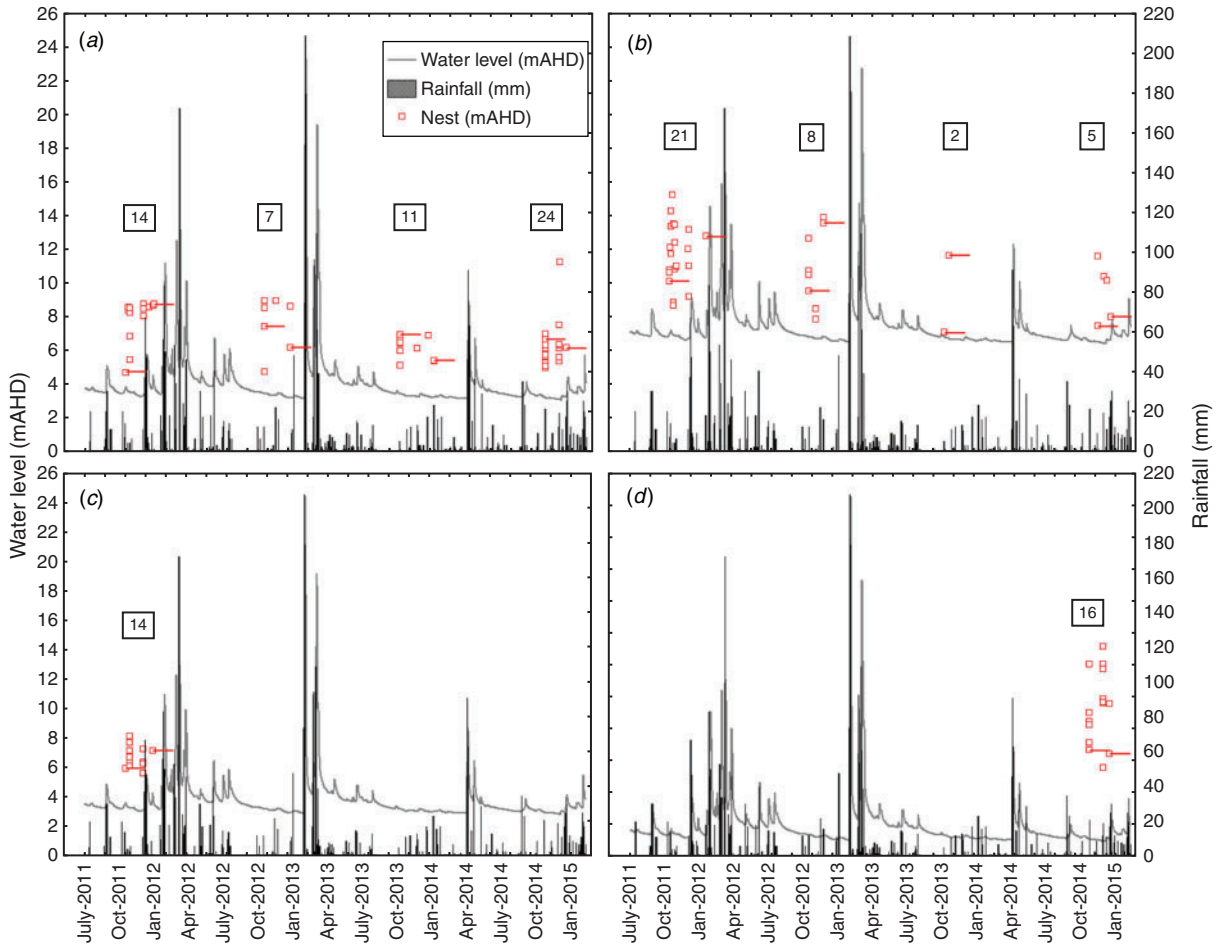 26
24
22
20
18
16
14
12
10
8
6
4
2
0
(a)
Water level (mAHD)
Rainfall (mm)
Nest (mAHD)
14
7
11
24
(b)
21
8
2
5
220
200
180
160
140
120
100
80
60
40
20
0
Water level (mAHD)
Rainfall (mm)
26
24
22
20
18
16
14
12
10
8
6
4
2
0
(c)
14
(d)
16
220
200
180
160
140
120
100
80
60
40
20
0
July-2011
Oct-2011
Jan-2012
Apr-2012
July-2012
Oct-2012
Jan-2013
Apr-2013
July-2013
Oct-2013
Jan-2014
Apr-2014
July-2014
Oct-2014
Jan-2015
July-2011
Oct-2011
Jan-2012
Apr-2012
July-2012
Oct-2012
Jan-2013
Apr-2013
July-2013
Oct-2013
Jan-2014
Apr-2014
July-2014
Oct-2014
Jan-2015